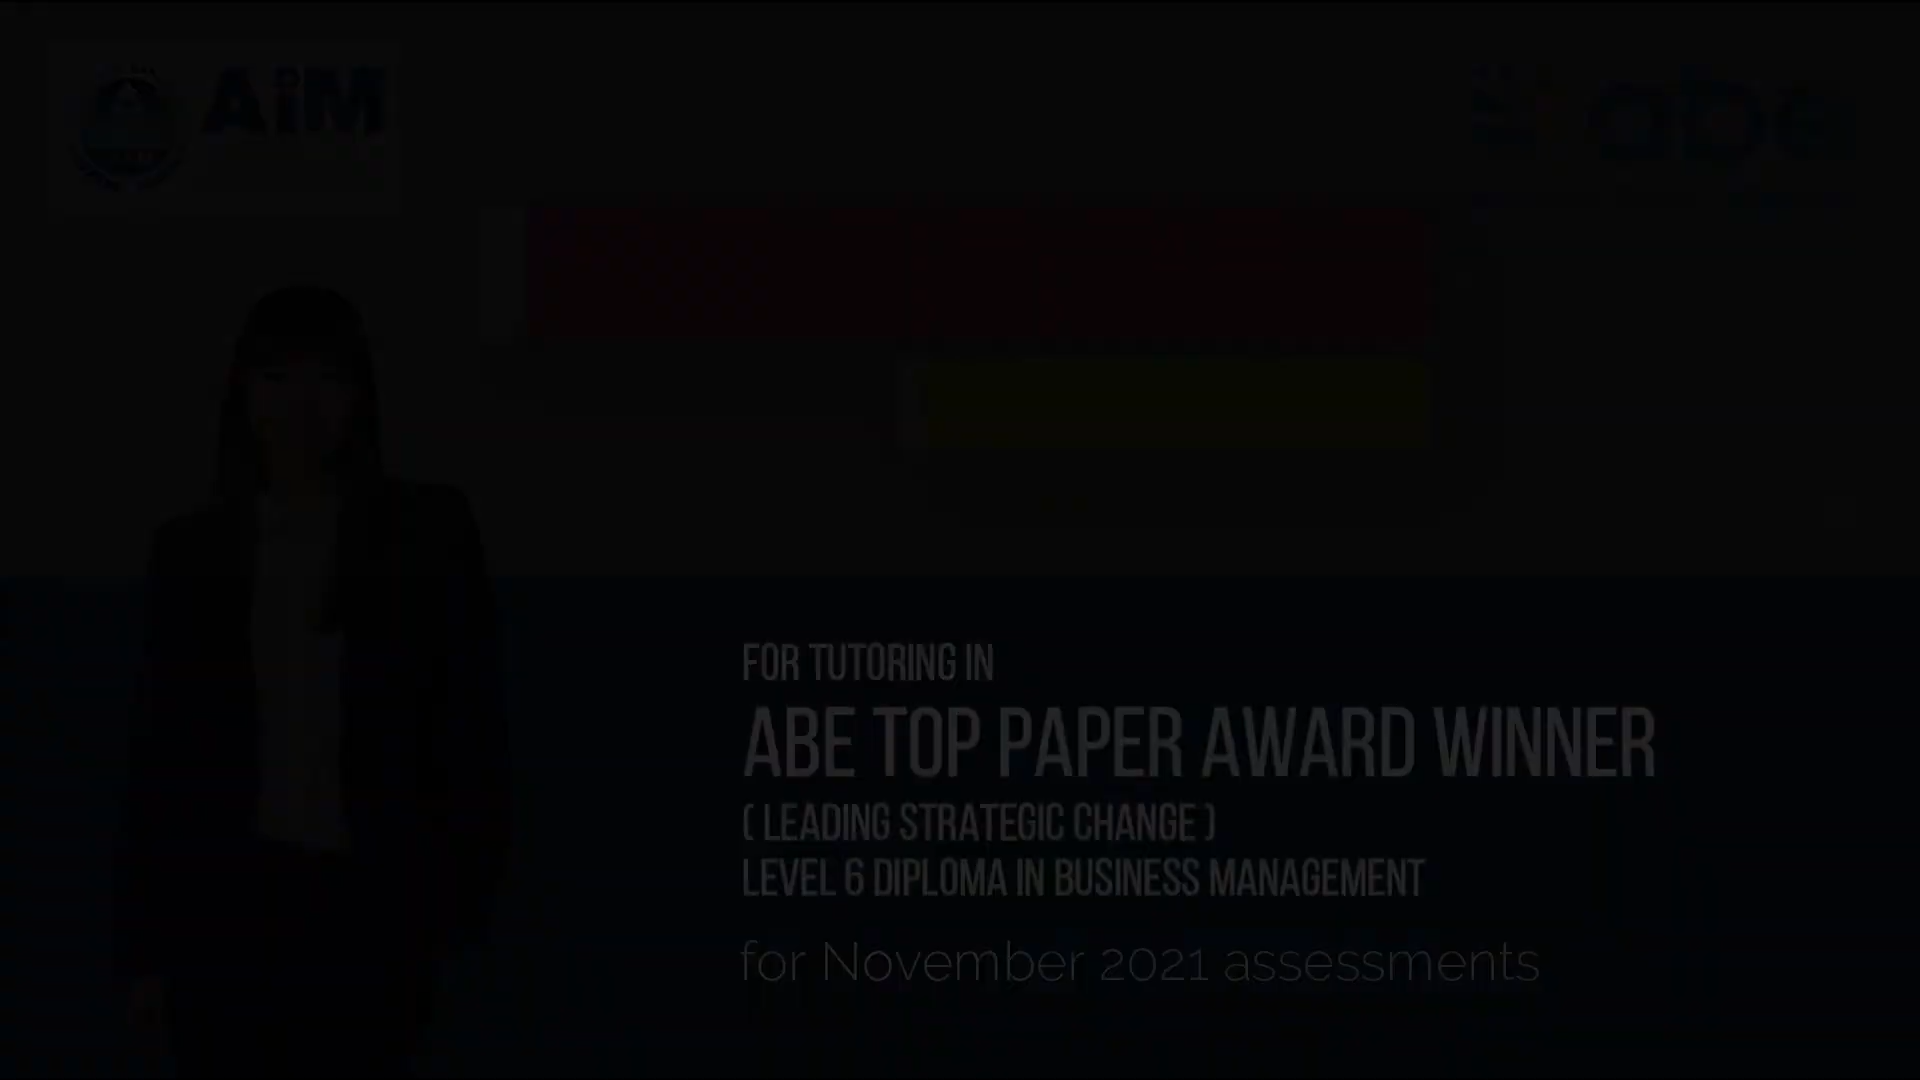 AiM
abe
FOR TUTORING IN
ABE TOP PAPER AWARD WINNER
( LEADING STRATEGIC CHANGE )
LEVEL 6 DIPLOMA IN BUSINESS MANAGEMENT
for November 2021 assessments